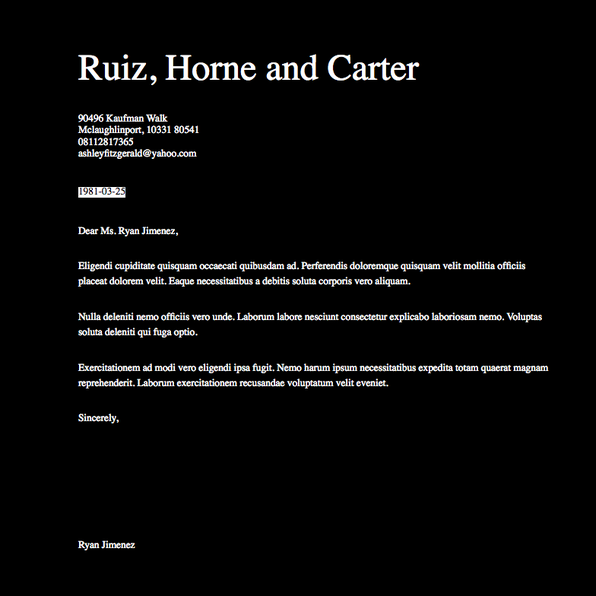 Ruiz, Horne and Carter
90496 Kaufman Walk
Mclaughlinport, 10331 80541
08112817365
ashleyfitzgerald@yahoo.com
1981-03-25
Dear Ms. Ryan Jimenez,
Eligendi cupiditate quisquam occaecati quibusdam ad. Perferendis doloremque quisquam velit mollitia officiis
placeat dolorem velit. Eaque necessitatibus a debitis soluta corporis vero aliquam.
Nulla deleniti nemo officiis vero unde. Laborum labore nesciunt consectetur explicabo laboriosam nemo. Voluptas
soluta deleniti qui fuga optio.
Exercitationem ad modi vero eligendi ipsa fugit. Nemo harum ipsum necessitatibus expedita totam quaerat magnam
reprehenderit. Laborum exercitationem recusandae voluptatum velit eveniet.
Sincerely,
Ryan Jimenez